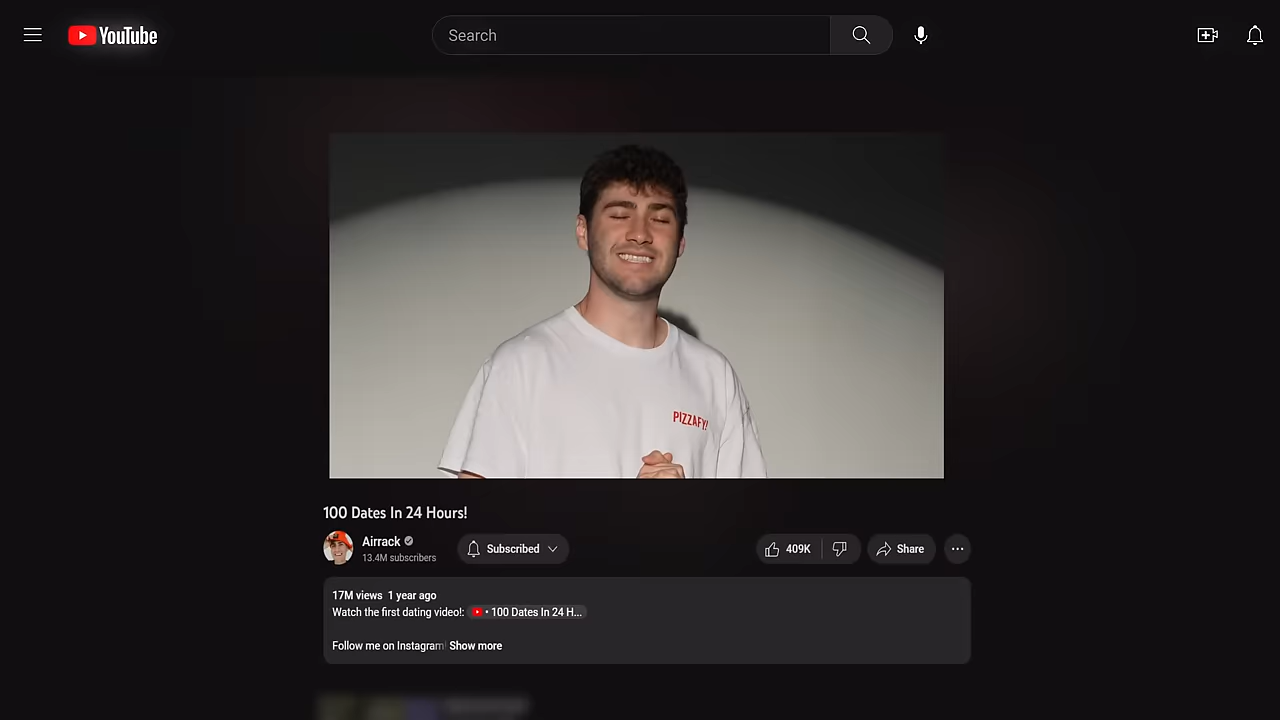 YouTube
Search
PIZZAFY!
100 Dates In 24 Hours!
Airrack
13.4M subscribers
Subscribed
409K
Share
17M views 1 year ago
Watch the first dating video!: • 100 Dates In 24 H...
Follow me on Instagram Show more